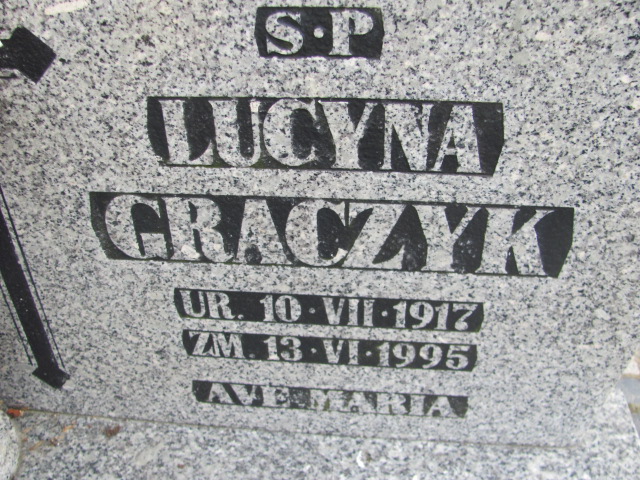 S·P
LUCYNA
GRACZYK
UR. 10·VII·1917
ZM. 13·VI·1995
AVE MARIA